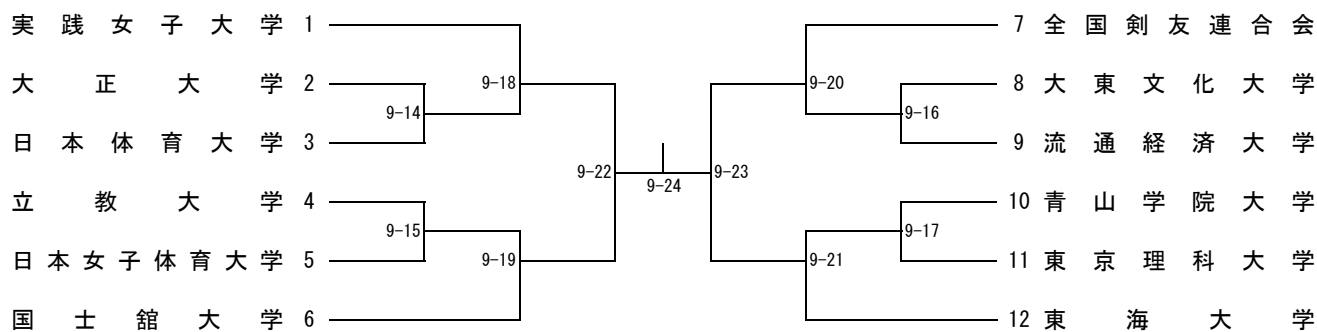 実践女子大学 1
7 全国剣友連合会
大正大学 2
9-18
9-20
8 大東文化大学
9-14
9-16
日本体育大学 3
9 流通経済大学
9-22
9-23
9-24
立教大学 4
10 青山学院大学
9-15
9-17
日本女子体育大学 5
9-19
9-21
11 東京理科大学
国士舘大学 6
12 東海大学